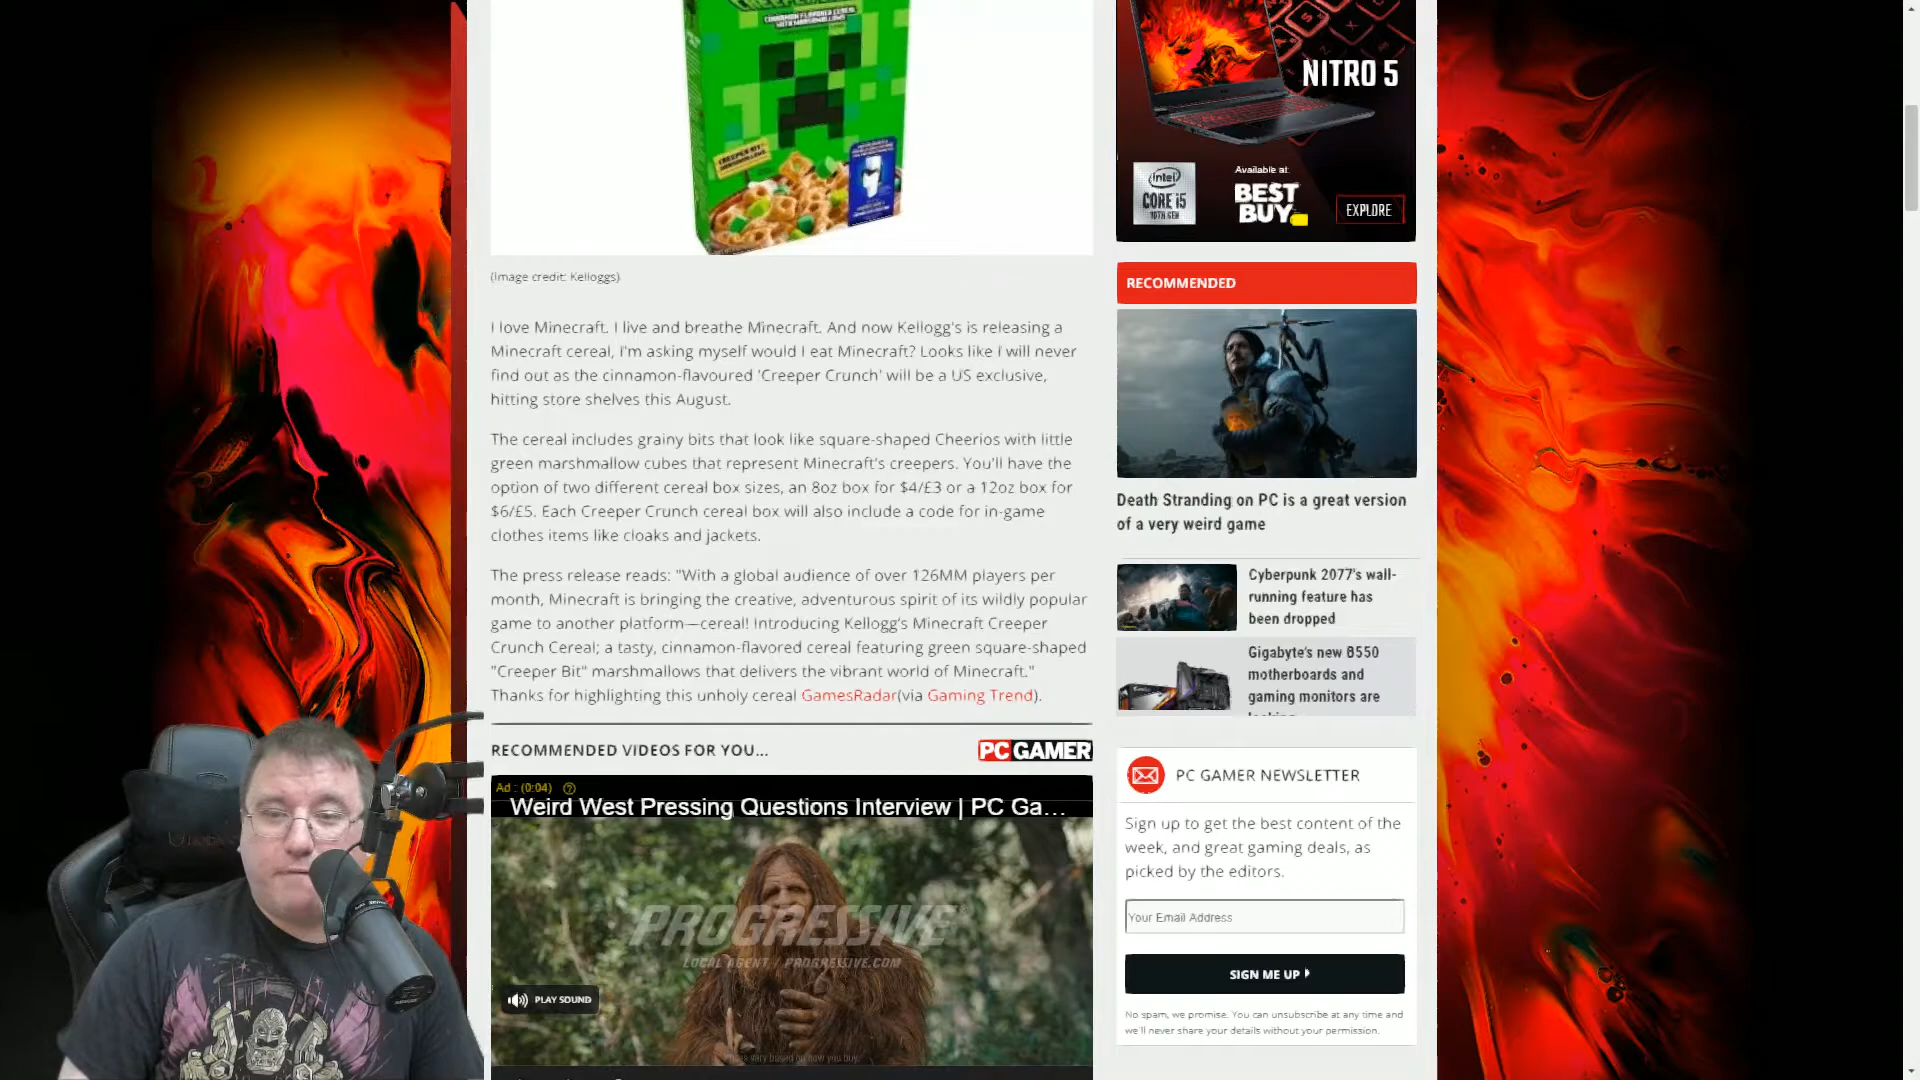 CINNAMON FLAVORED CEREAL
WITH MARSHMALLOWS
CREEPER BIT
MARSHMALLOWS
(Image credit: Kelloggs)
I love Minecraft. I live and breathe Minecraft. And now Kellogg's is releasing a
Minecraft cereal, I'm asking myself would I eat Minecraft? Looks like I will never
find out as the cinnamon-flavoured 'Creeper Crunch' will be a US exclusive,
hitting store shelves this August.
The cereal includes grainy bits that look like square-shaped Cheerios with little
green marshmallow cubes that represent Minecraft's creepers. You'll have the
option of two different cereal box sizes, an 8oz box for $4/£3 or a 12oz box for
$6/£5. Each Creeper Crunch cereal box will also include a code for in-game
clothes items like cloaks and jackets.
The press release reads: "With a global audience of over 126MM players per
month, Minecraft is bringing the creative, adventurous spirit of its wildly popular
game to another platform—cereal! Introducing Kellogg's Minecraft Creeper
Crunch Cereal; a tasty, cinnamon-flavored cereal featuring green square-shaped
"Creeper Bit" marshmallows that delivers the vibrant world of Minecraft."
Thanks for highlighting this unholy cereal GamesRadar(via Gaming Trend).
RECOMMENDED VIDEOS FOR YOU...
PC GAMER
Ad : (0:04)
Weird West Pressing Questions Interview | PC Ga...
PROGRESSIVE
LOCAL AGENT / PROGRESSIVE.COM
PLAY SOUND
NITRO 5
intel
CORE i5
10TH GEN
Available at:
BEST
BUY
EXPLORE
RECOMMENDED
Death Stranding on PC is a great version
of a very weird game
Cyberpunk 2077's wall-
running feature has
been dropped
Gigabyte's new B550
motherboards and
gaming monitors are
PC GAMER NEWSLETTER
Sign up to get the best content of the
week, and great gaming deals, as
picked by the editors.
Your Email Address
SIGN ME UP
No spam, we promise. You can unsubscribe at any time and
we'll never share your details without your permission.